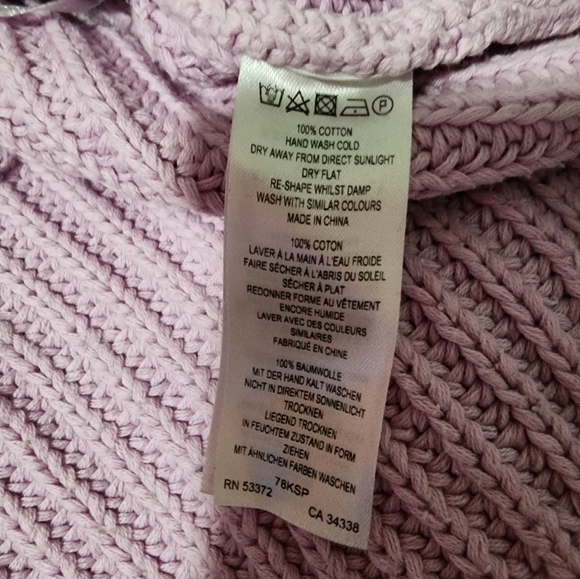 P
100% COTTON
HAND WASH COLD
DRY AWAY FROM DIRECT SUNLIGHT
DRY FLAT
RE-SHAPE WHILST DAMP
WASH WITH SIMILAR COLOURS
MADE IN CHINA
100% COTON
LAVER À LA MAIN À L'EAU FROIDE
FAIRE SÉCHER À L'ABRIS DU SOLEIL
SÉCHER À PLAT
REDONNER FORME AU VÊTEMENT
ENCORE HUMIDE
LAVER AVEC DES COULEURS
SIMILAIRES
FABRIQUÉ EN CHINE
100% BAUMWOLLE
MIT DER HAND KALT WASCHEN
NICHT IN DIREKTEM SONNENLICHT
TROCKNEN
LIEGEND TROCKNEN
IN FEUCHTEM ZUSTAND IN FORM
ZIEHEN
MIT ÄHNLICHEN FARBEN WASCHEN
78KSP
RN 53372 CA 34338